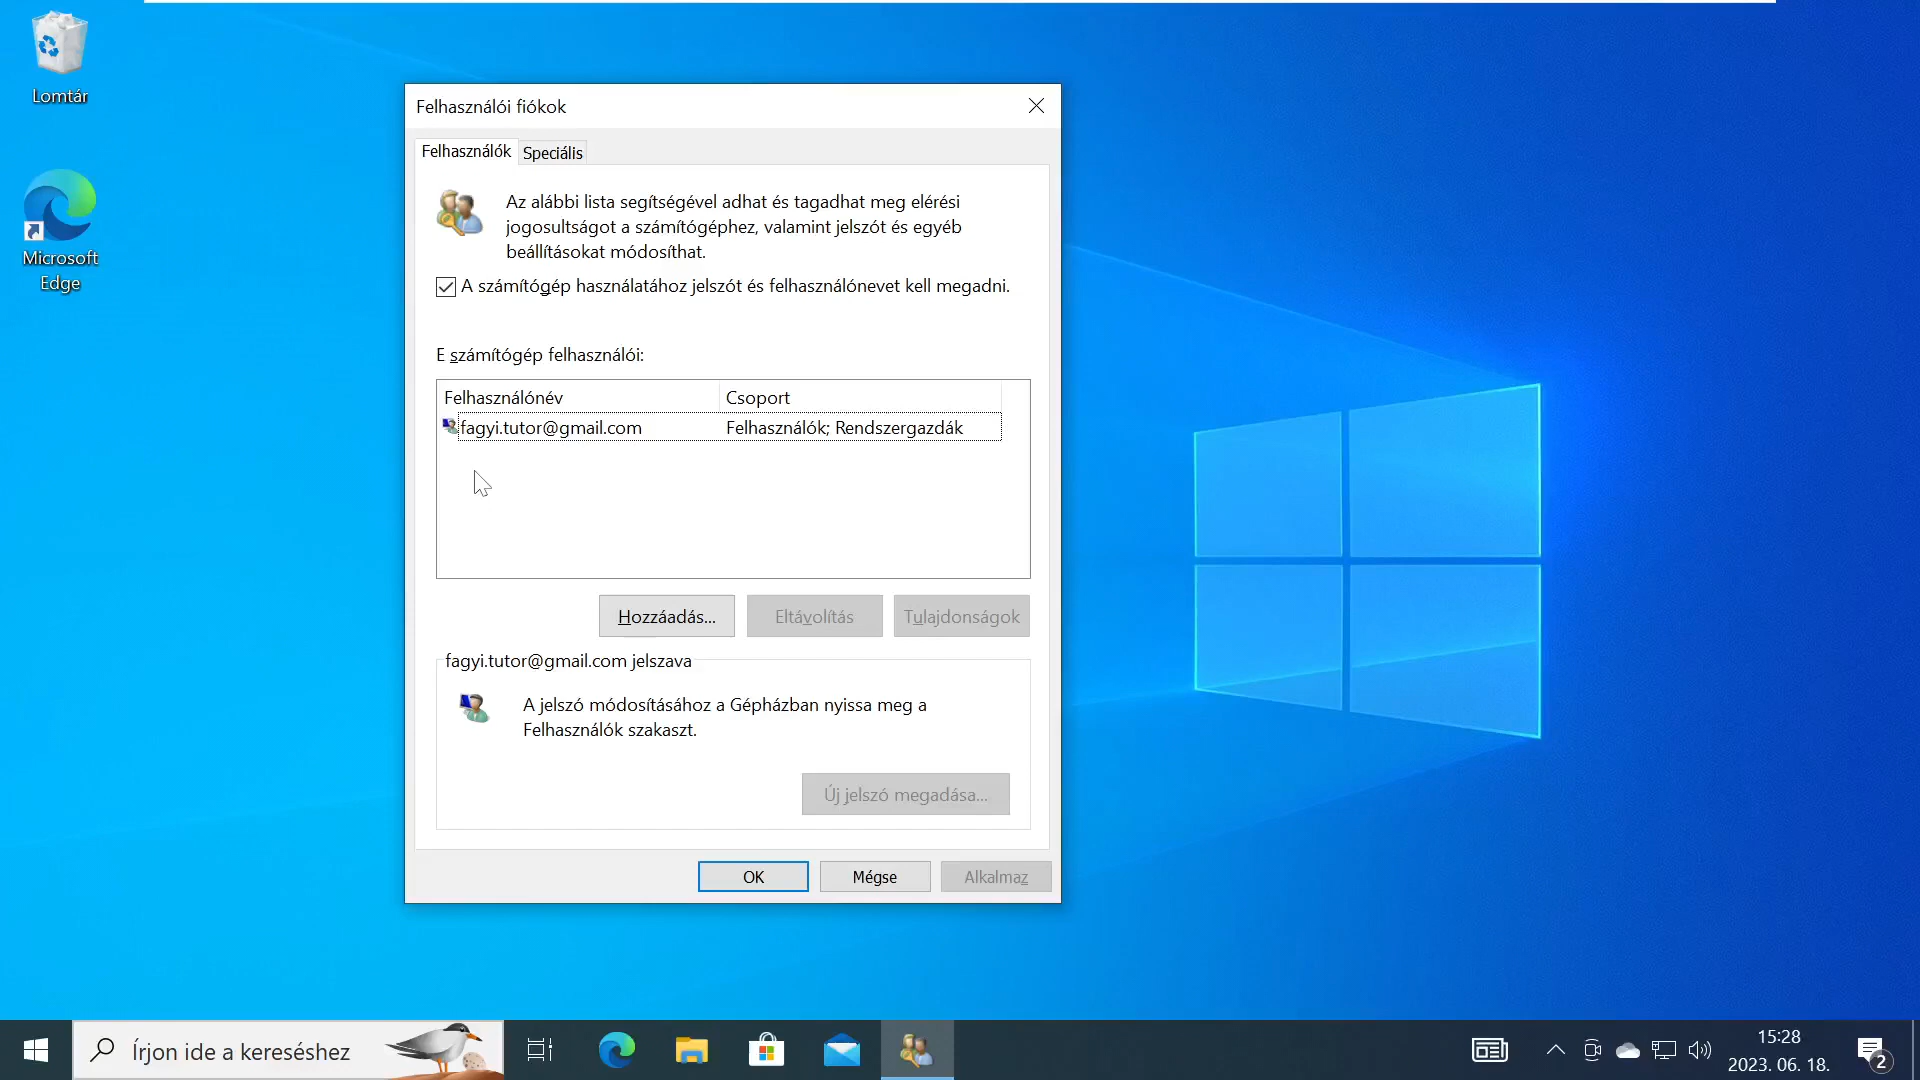 Lomtár
Microsoft
Edge
Felhasználói fiókok
Felhasználók
Speciális
Az alábbi lista segítségével adhat és tagadhat meg elérési
jogosultságot a számítógéphez, valamint jelszót és egyéb
beállításokat módosíthat.
A számítógép használatához jelszót és felhasználónevet kell megadni.
E számítógép felhasználói:
Felhasználónév
Csoport
fagyi.tutor@gmail.com
Felhasználók; Rendszergazdák
Hozzáadás...
Eltávolítás
Tulajdonságok
fagyi.tutor@gmail.com jelszava
A jelszó módosításához a Gépházban nyissa meg a
Felhasználók szakaszt.
Új jelszó megadása...
OK
Mégse
Alkalmaz
Írjon ide a kereséshez
15:28
2023. 06. 18.
2